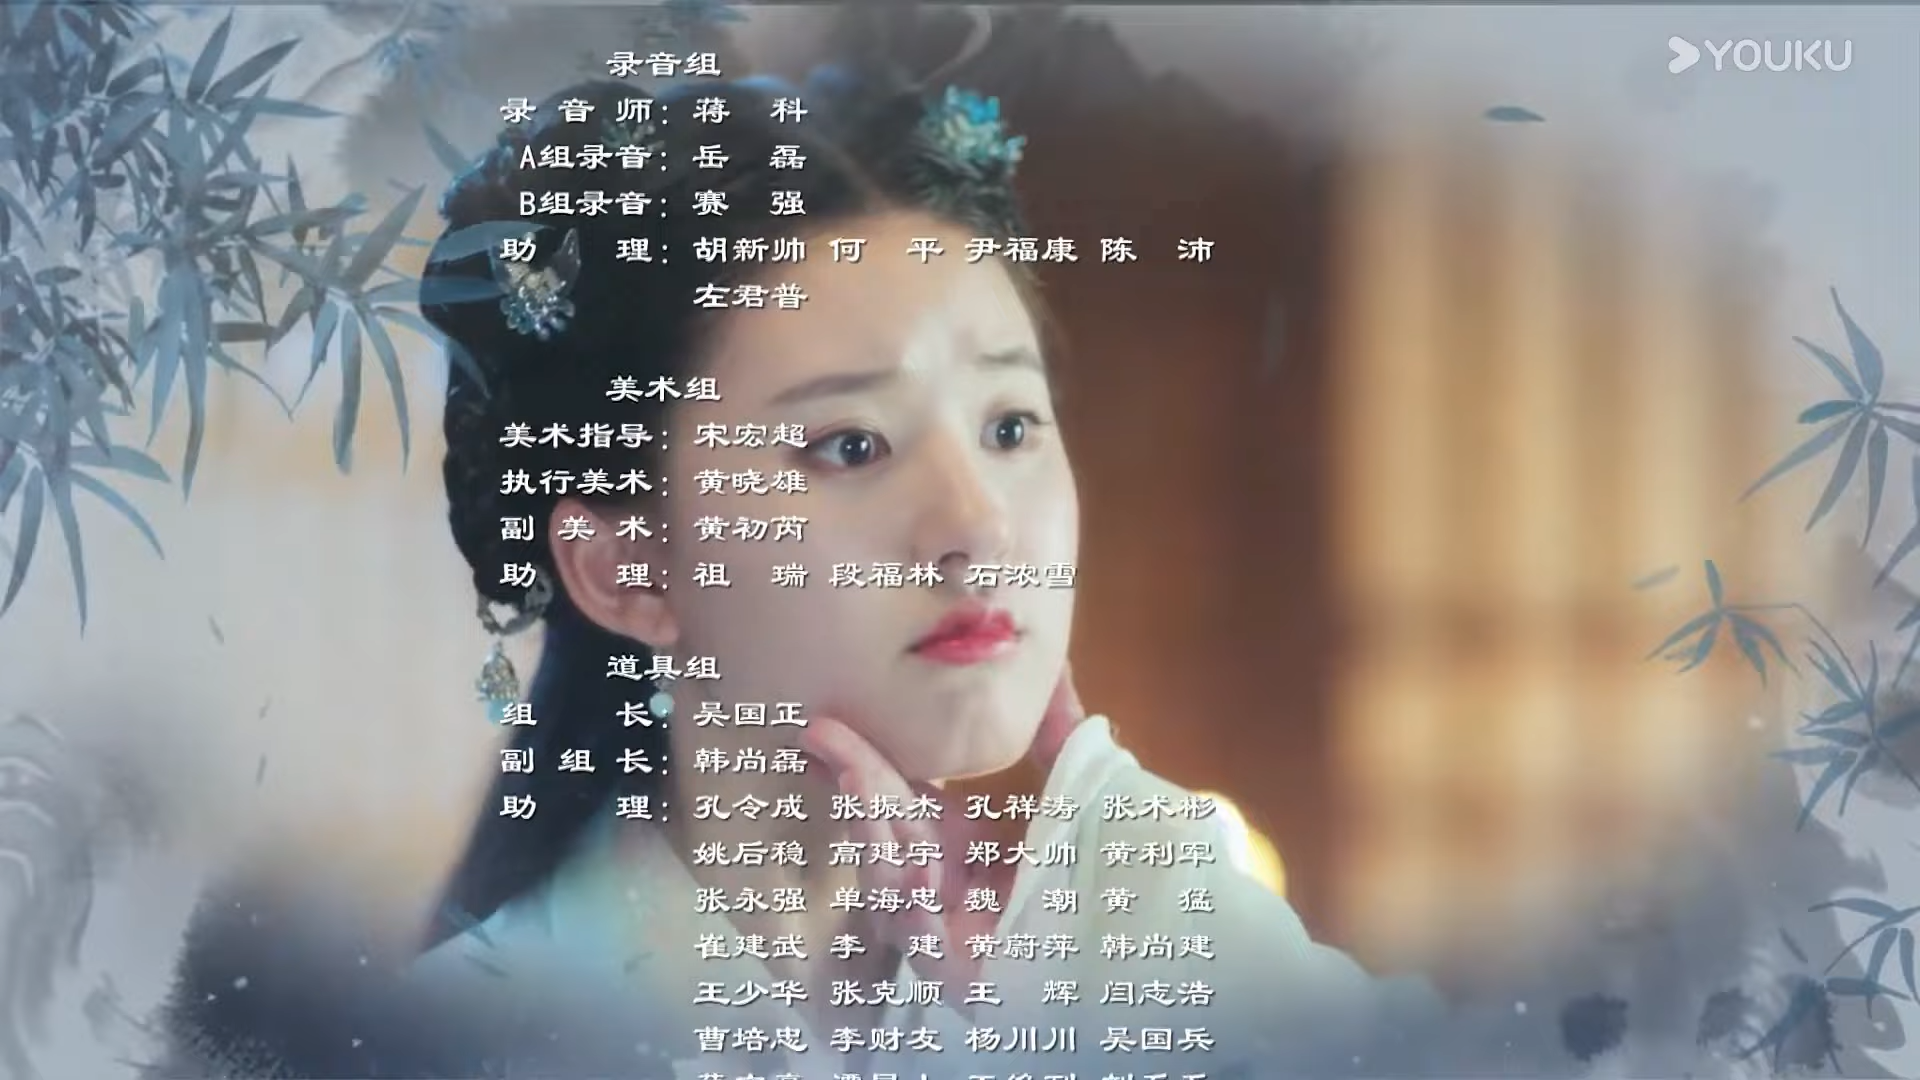 YOUKU
录音组
录音师：蒋科
A组录音：岳磊
B组录音：赛强
助理：胡新帅 何平 尹福康 陈沛
左君普
美术组
美术指导：宋宏超
执行美术：黄晓雄
副美术：黄初芮
助理：祖瑞 段福林 石浓雪
道具组
组长：吴国正
副组长：韩尚磊
助理：孔令成 张振杰 孔祥涛 张术彬
姚后稳 高建宇 郑大帅 黄利军
张永强 单海忠 魏潮 黄猛
崔建武 李建 黄蔚萍 韩尚建
王少华 张克顺 王辉 闫志浩
曹培忠 李财友 杨川川 吴国兵